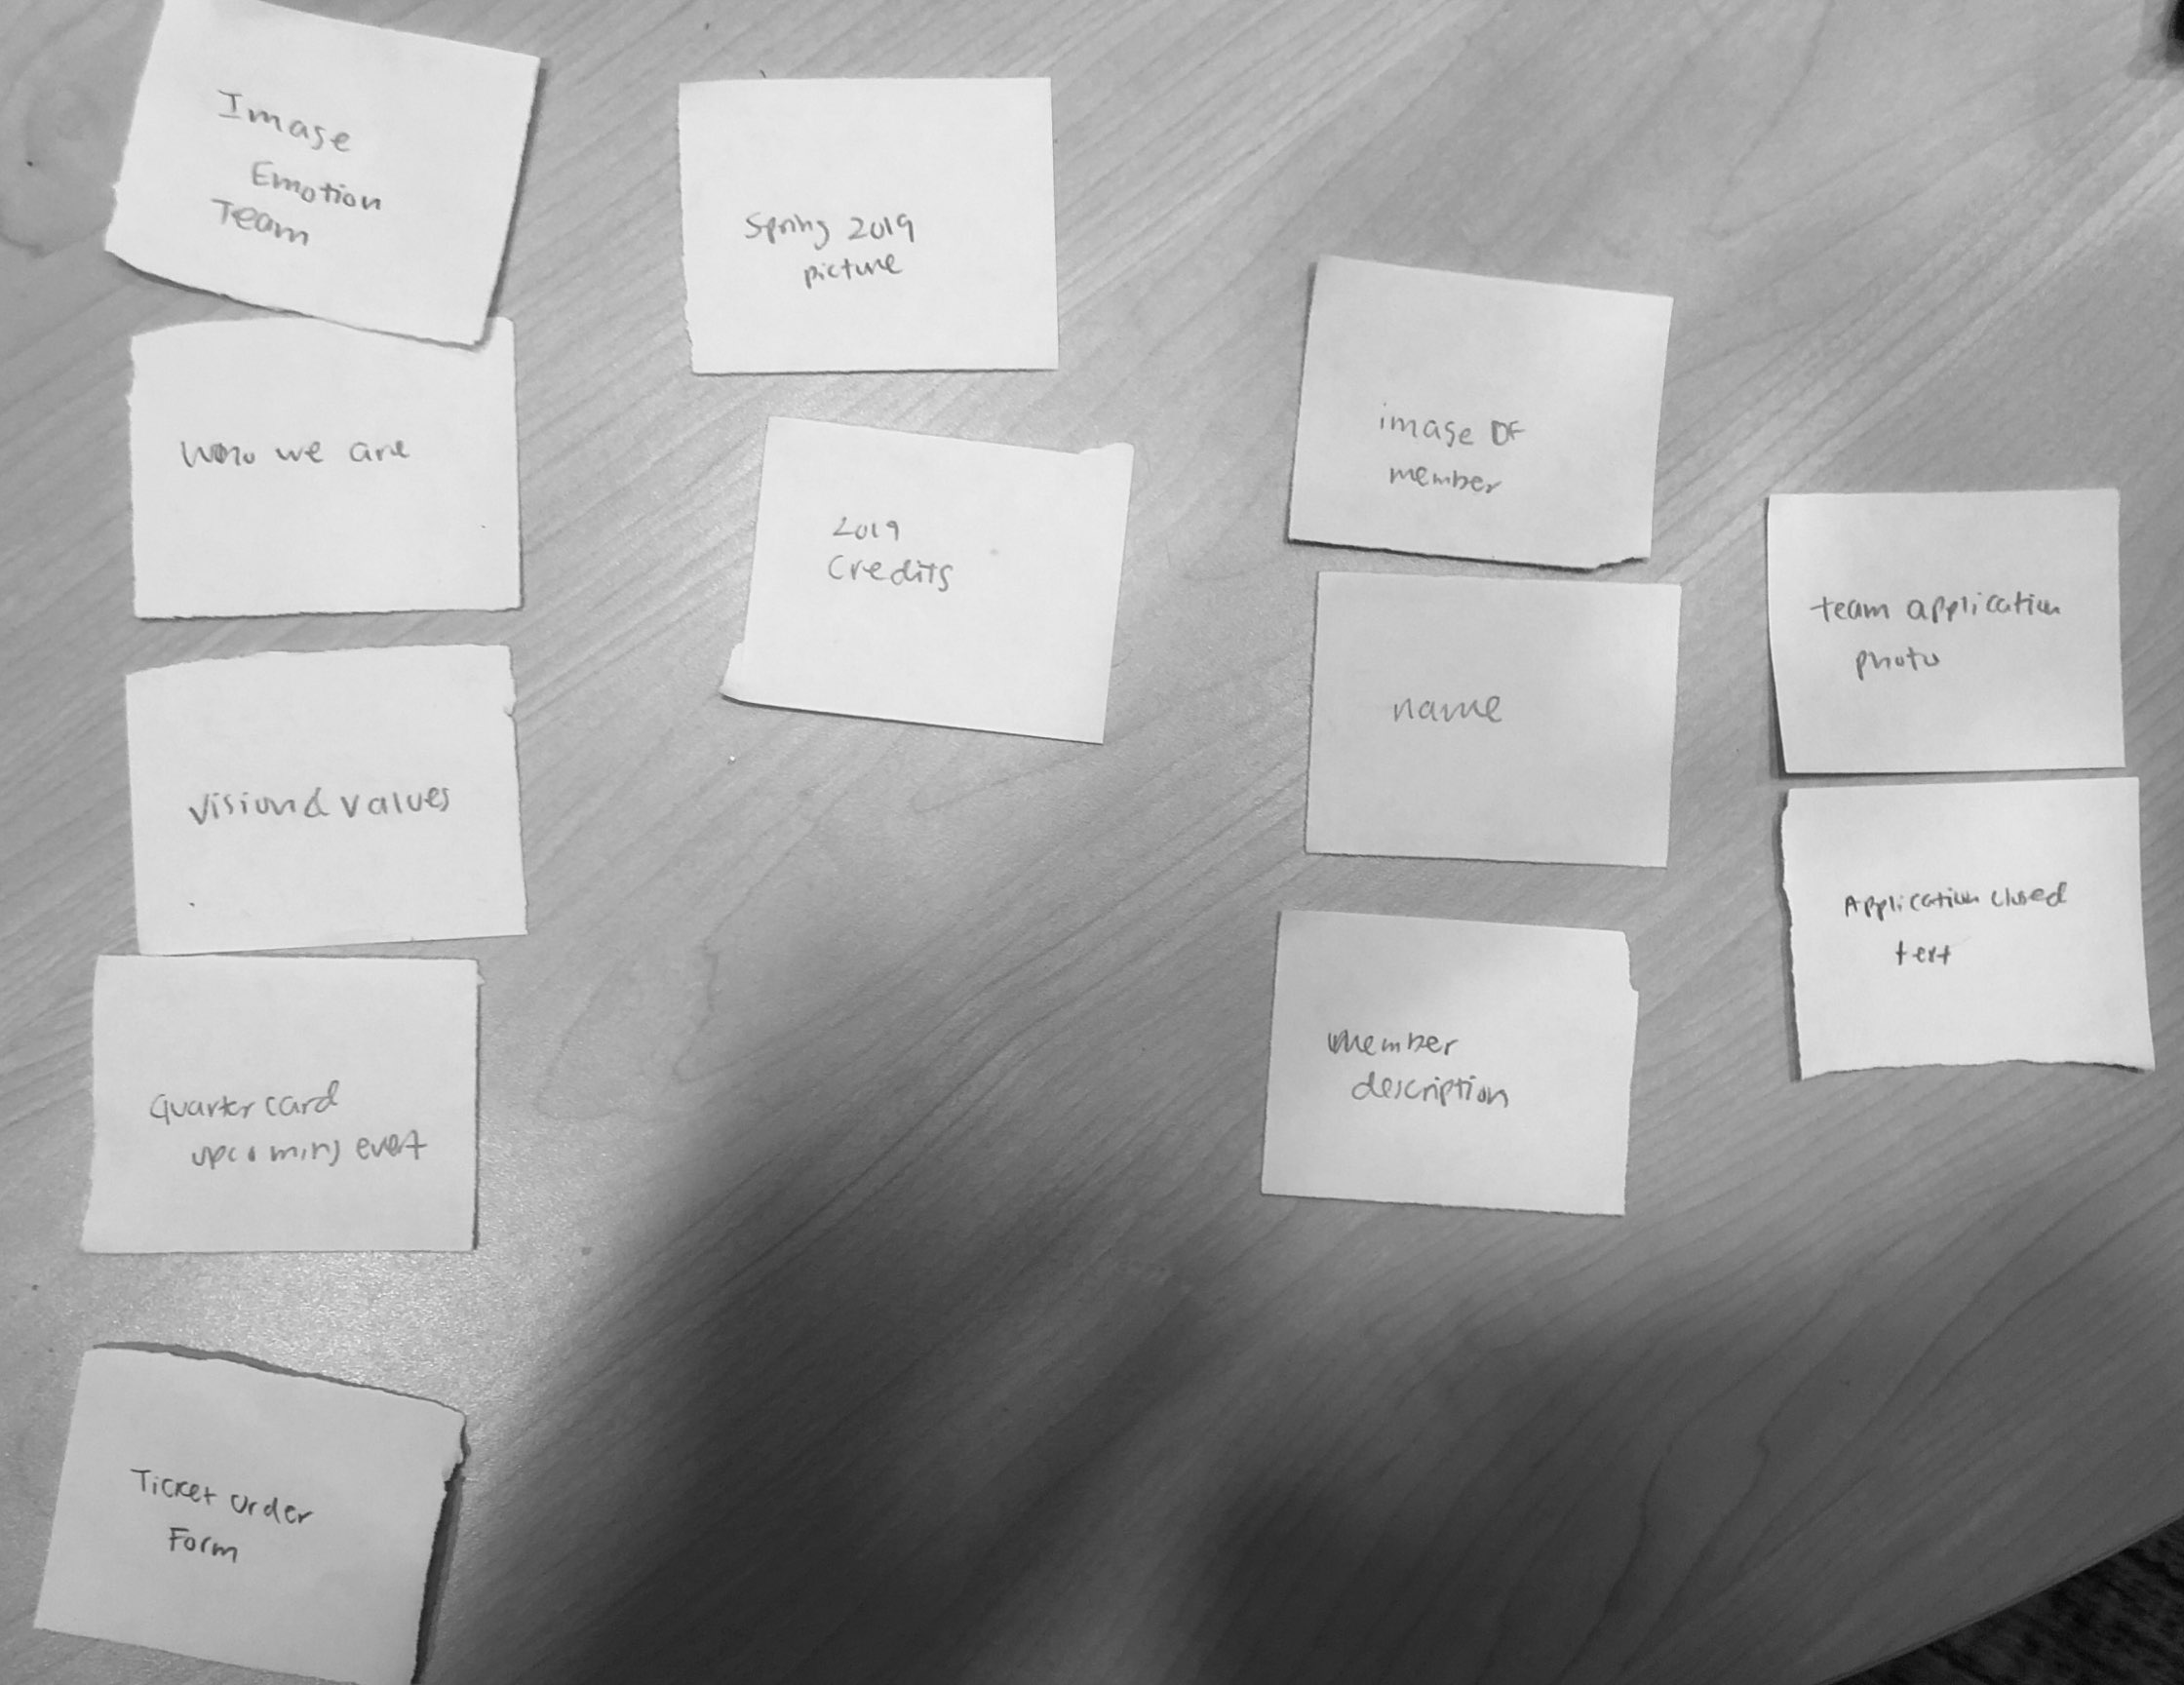 Image
Emotion
Team
Who we are
Vision & values
Quarter card
upcoming event
Ticket order
Form
Spring 2019
picture
2019
Credits
image OF
member
name
member
description
team application
photo
Application closed
text